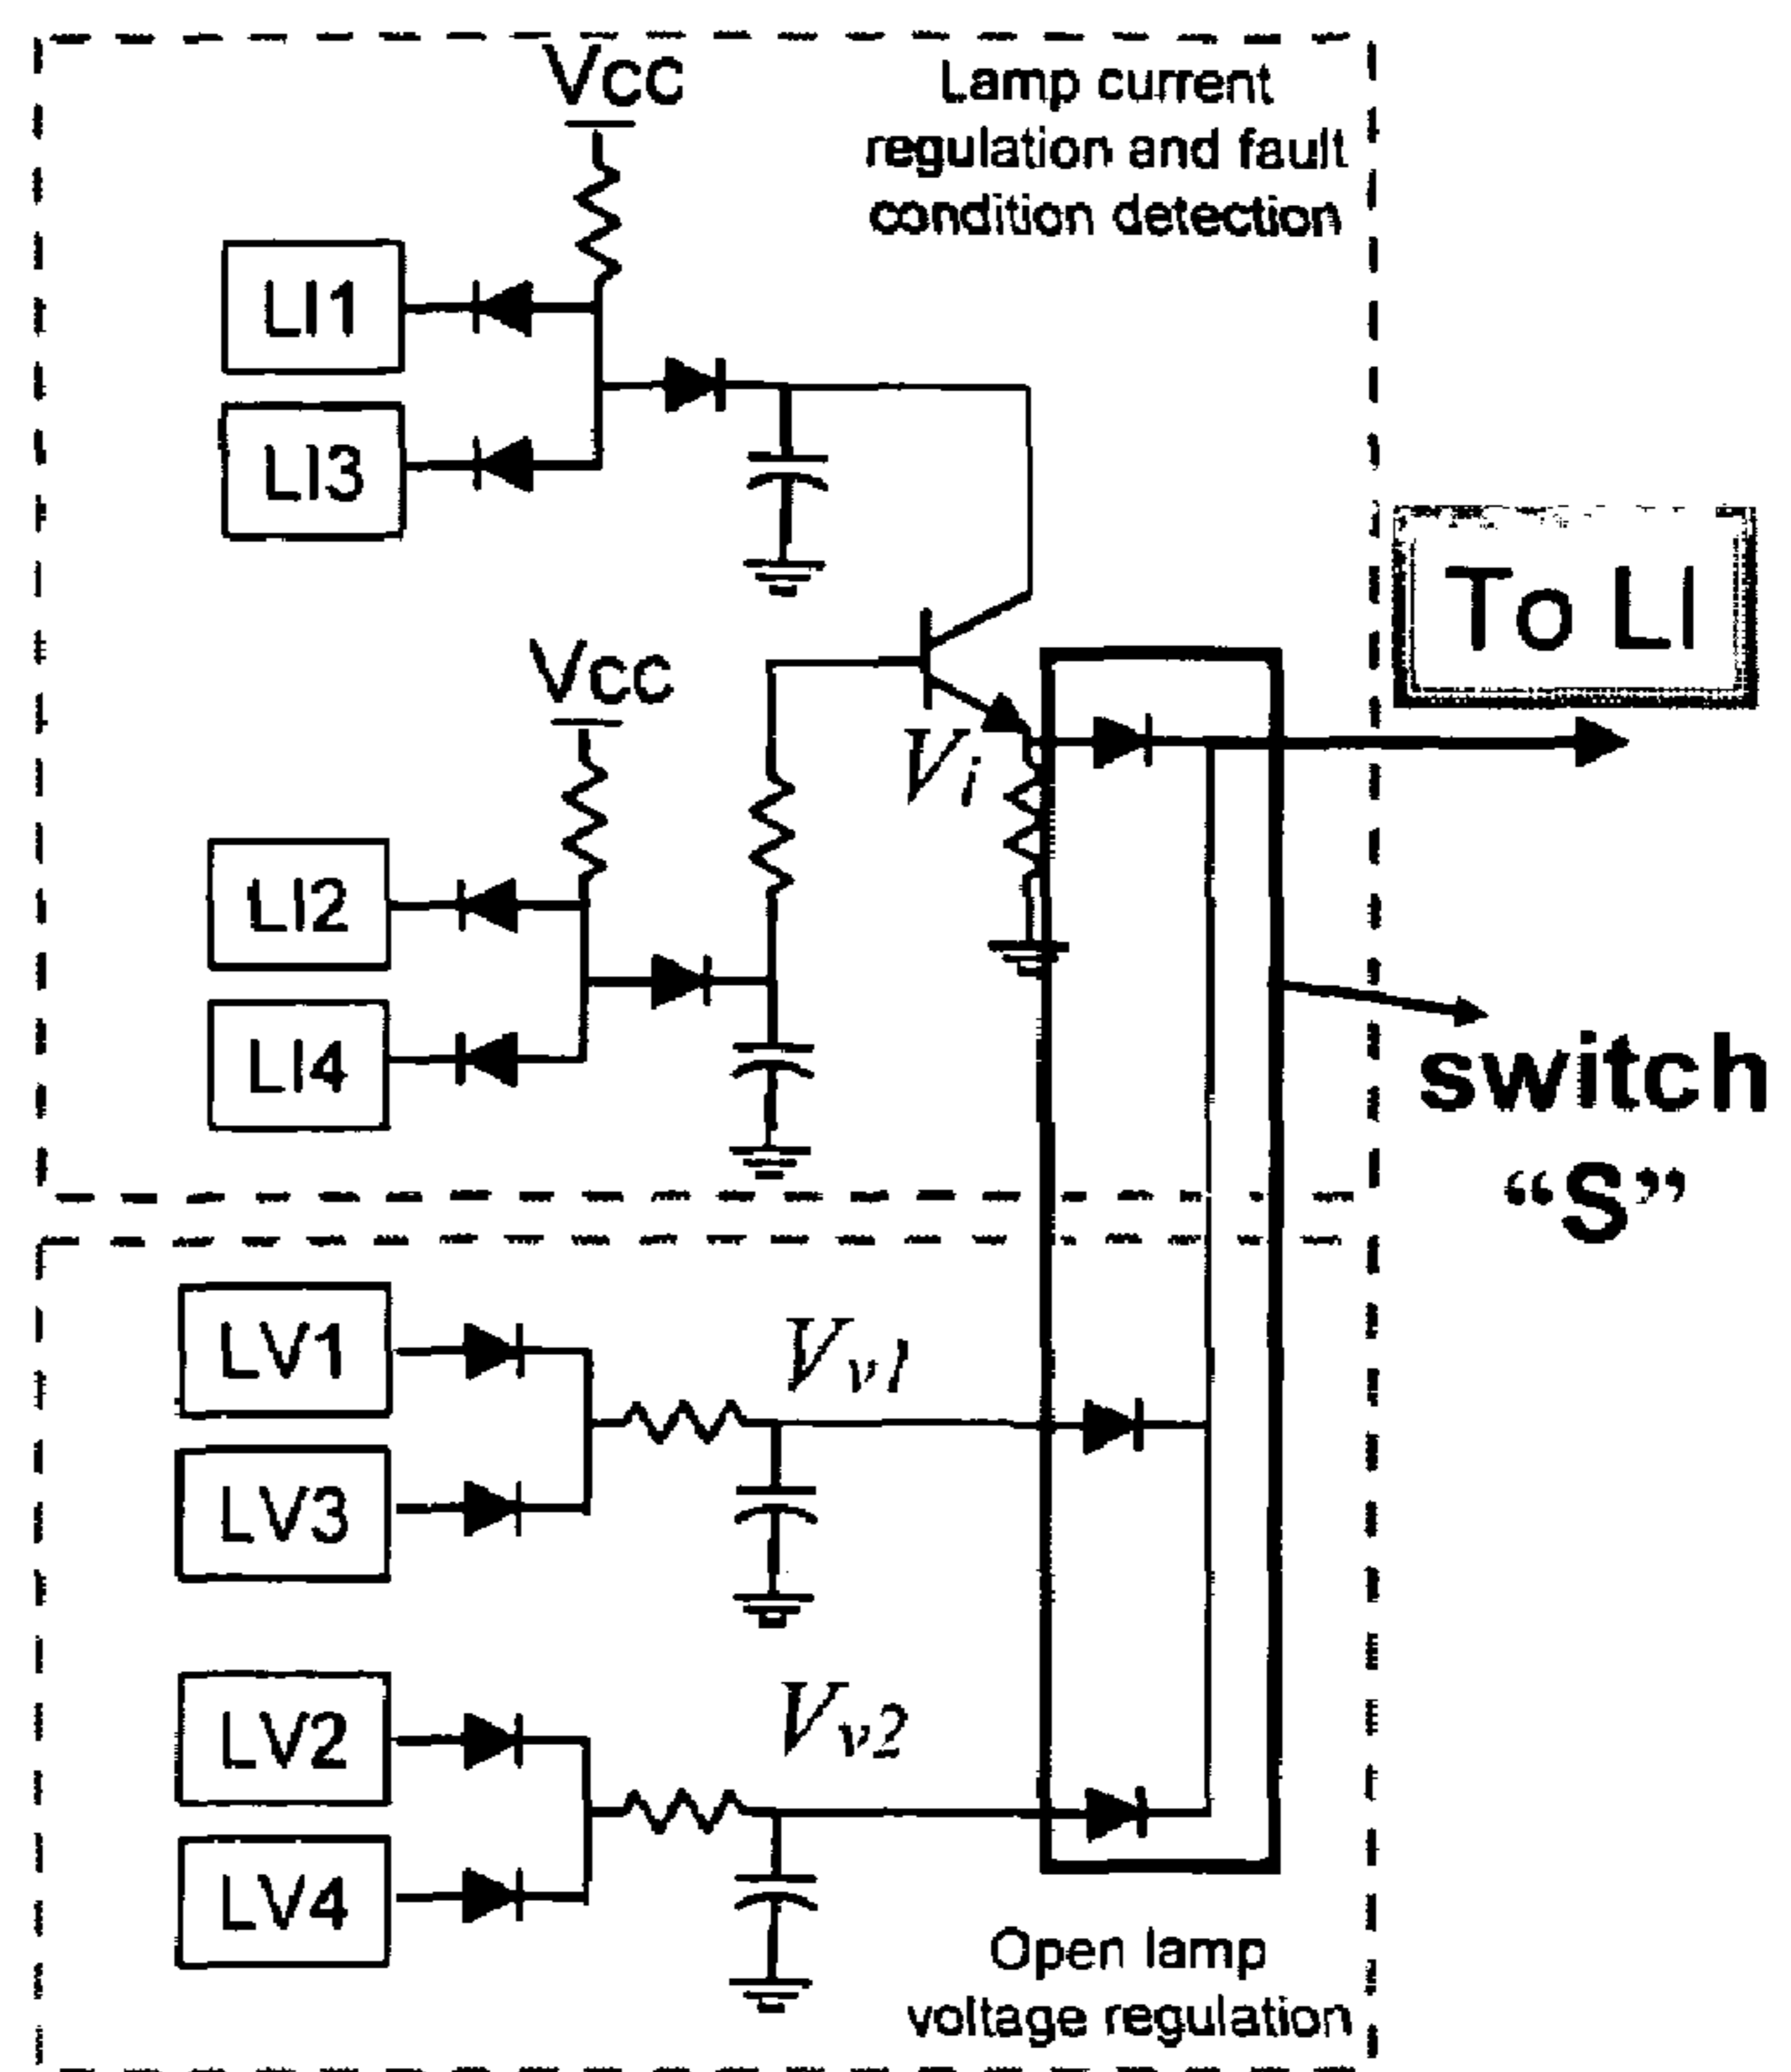 Vcc
Lamp current
regulation and fault
condition detection
LI1
LI3
To LI
Vcc
Vi
LI2
LI4
switch
“S”
LV1
Vv1
LV3
LV2
Vv2
LV4
Open lamp
voltage regulation